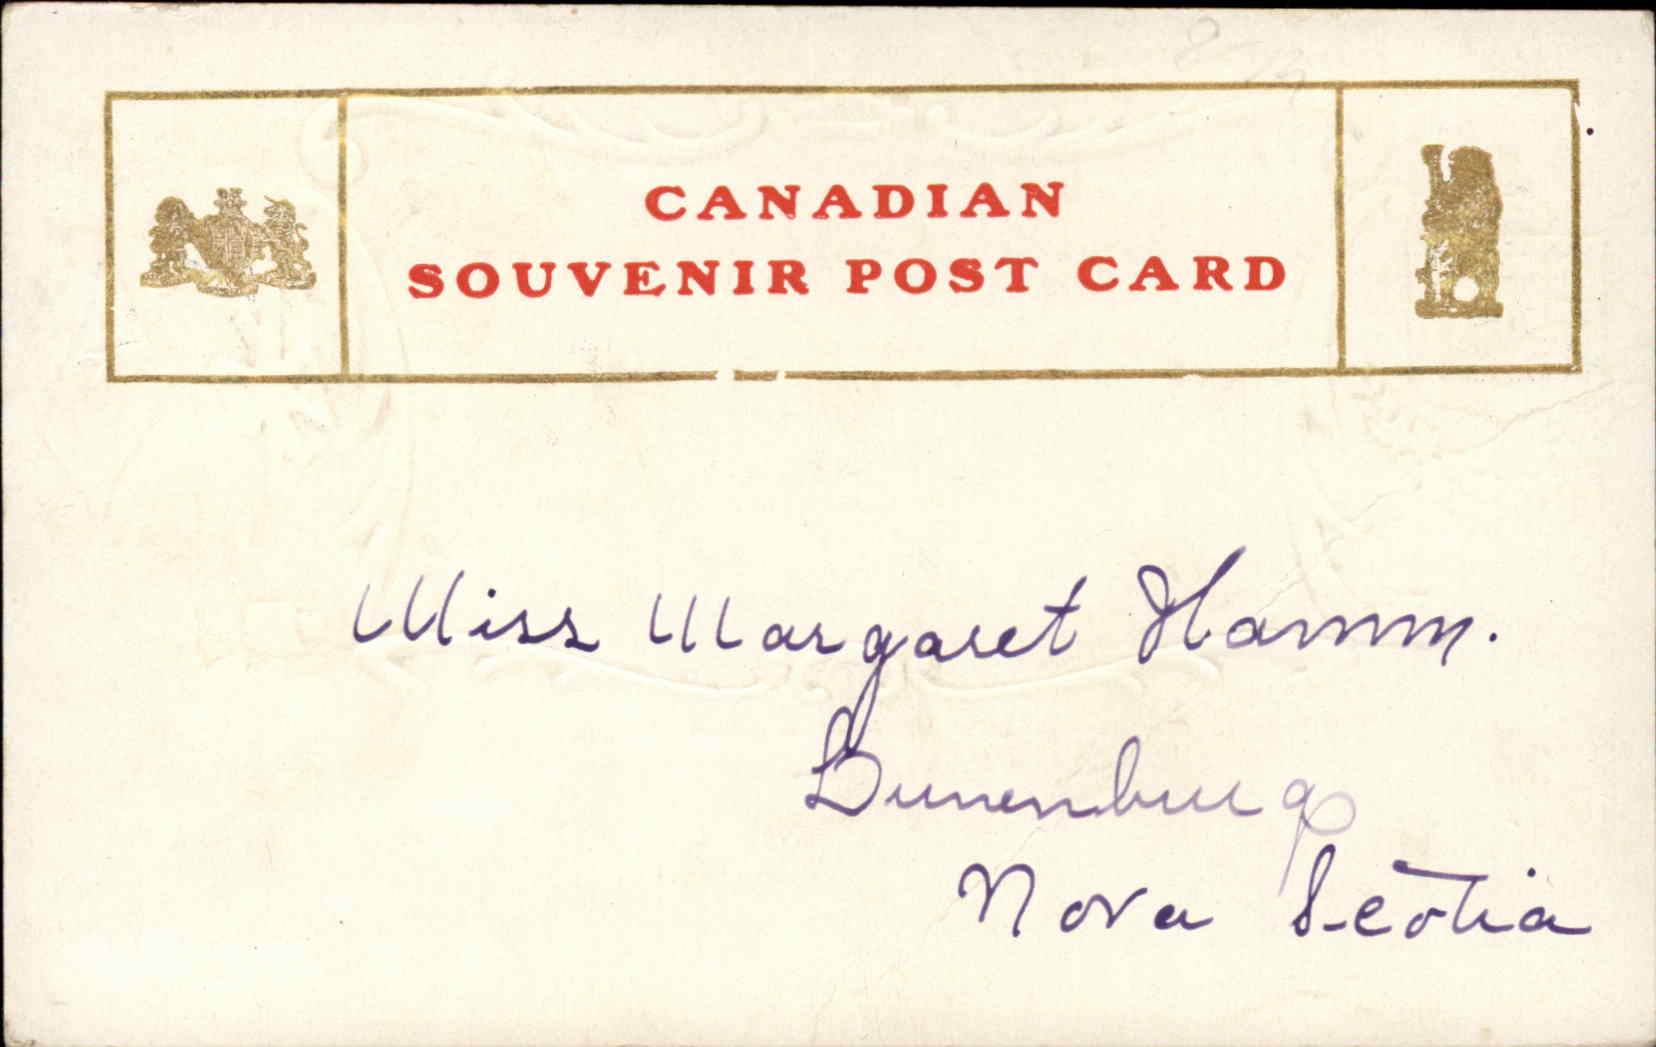 CANADIAN
SOUVENIR POST CARD
Miss Margaret Hamm.
Lunenburg
Nova Scotia